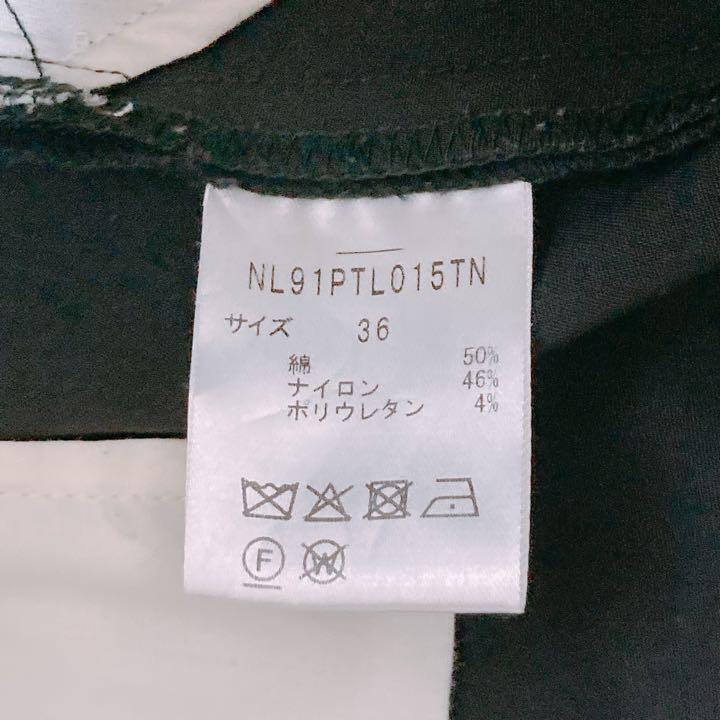 NL91PTL015TN
サイズ 36
綿 50%
ナイロン 46%
ポリウレタン 4%
F W